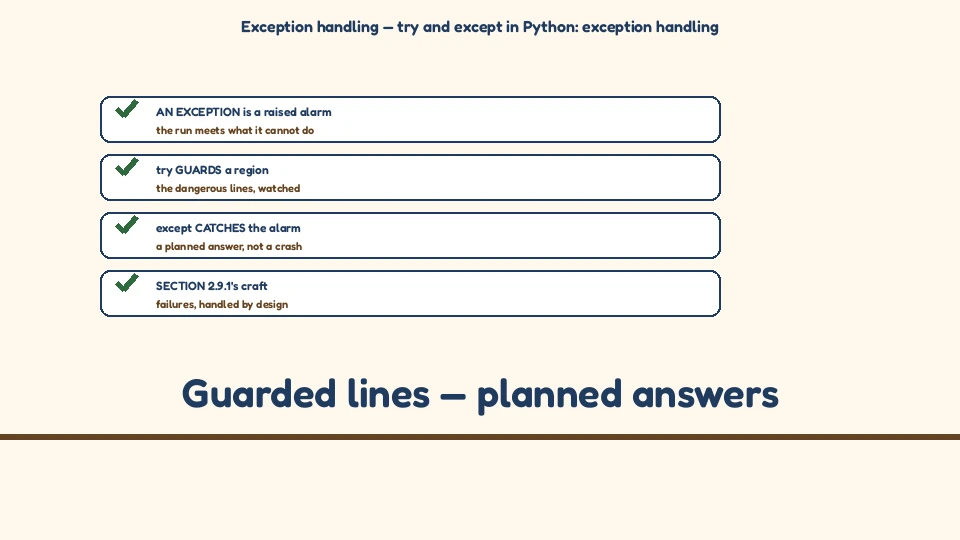 Exception handling — try and except in Python: exception handling
AN EXCEPTION is a raised alarm
the run meets what it cannot do
try GUARDS a region
the dangerous lines, watched
except CATCHES the alarm
a planned answer, not a crash
SECTION 2.9.1's craft
failures, handled by design
Guarded lines — planned answers